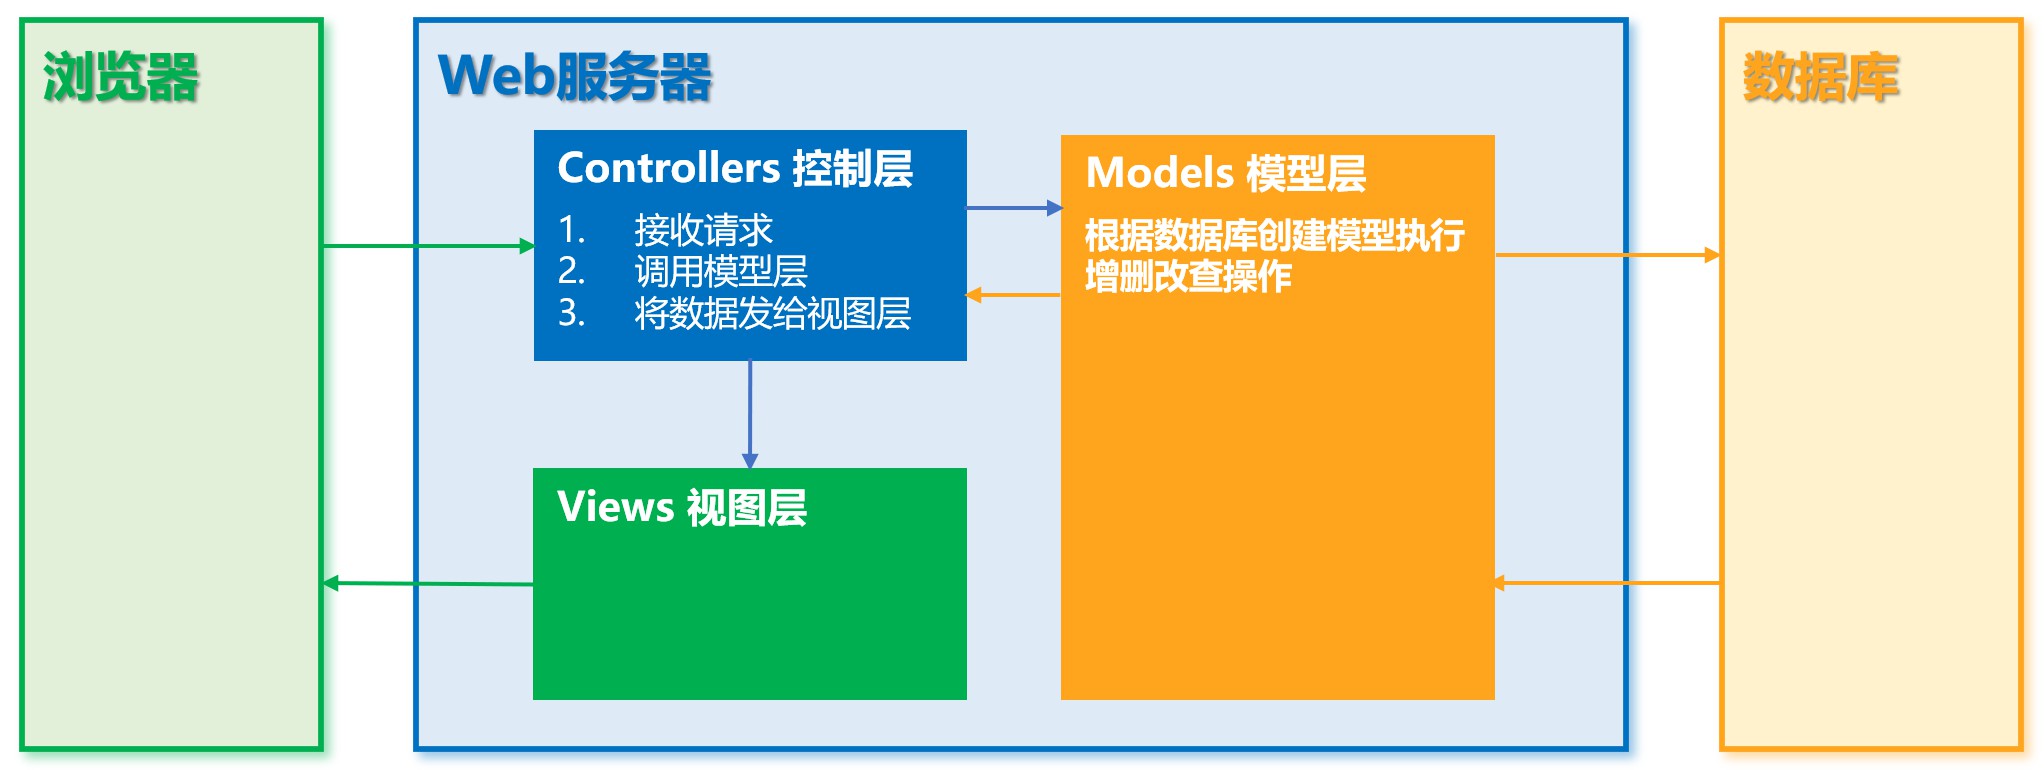 浏览器
Web服务器
Controllers 控制层
1. 接收请求
2. 调用模型层
3. 将数据发给视图层
Models 模型层
根据数据库创建模型执行
增删改查操作
Views 视图层
数据库